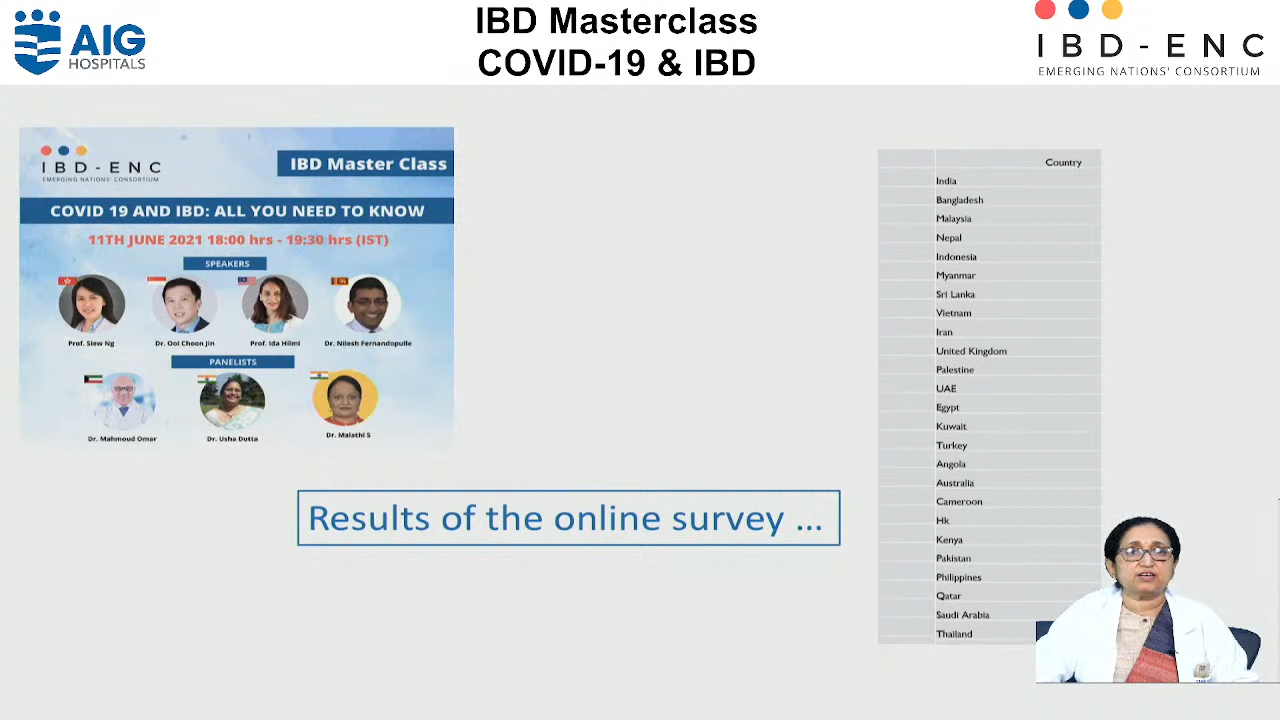 AIG
HOSPITALS
IBD Masterclass
COVID-19 & IBD
IBD-ENC
EMERGING NATIONS' CONSORTIUM
IBD-ENC
EMERGING NATIONS' CONSORTIUM
IBD Master Class
COVID 19 AND IBD: ALL YOU NEED TO KNOW
11TH JUNE 2021 18:00 hrs - 19:30 hrs (IST)
SPEAKERS
Prof. Siew Ng
Dr. Ooi Choon Jin
Prof. Ida Hilmi
Dr. Nilesh Fernandopulle
PANELISTS
Dr. Mahmoud Omar
Dr. Usha Dutta
Dr. Malathi S
Results of the online survey ...
Country
India
Bangladesh
Malaysia
Nepal
Indonesia
Myanmar
Sri Lanka
Vietnam
Iran
United Kingdom
Palestine
UAE
Egypt
Kuwait
Turkey
Angola
Australia
Cameroon
Hk
Kenya
Pakistan
Philippines
Qatar
Saudi Arabia
Thailand